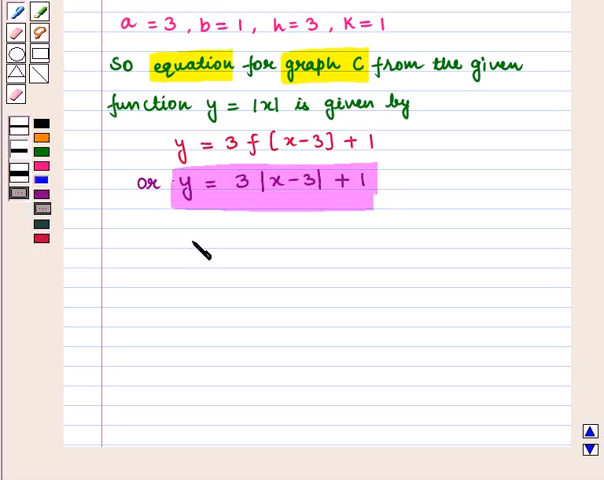 a = 3, b = 1, h = 3, K = 1
So equation for graph C from the given
function y = |x| is given by
y = 3 f [x-3] + 1
or y = 3 |x-3| + 1